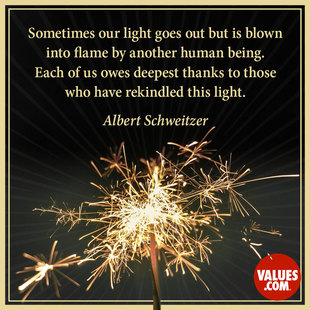 Sometimes our light goes out but is blown
into flame by another human being.
Each of us owes deepest thanks to those
who have rekindled this light.
Albert Schweitzer
VALUES
.COM